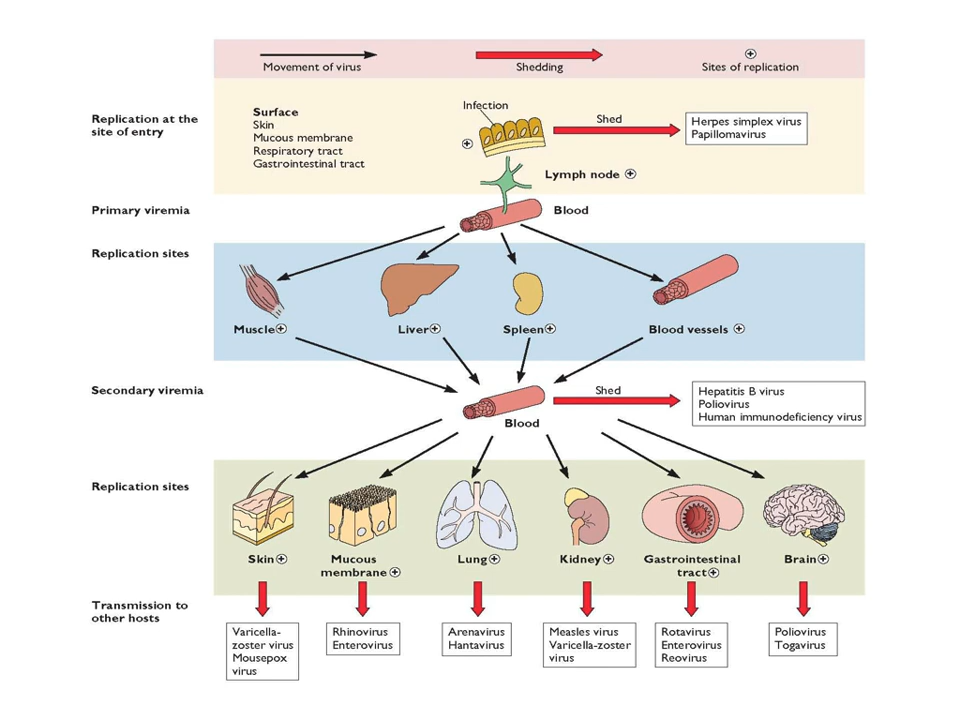 Movement of virus
Shedding
Sites of replication
Replication at the
site of entry
Surface
Skin
Mucous membrane
Respiratory tract
Gastrointestinal tract
Infection
Shed
Herpes simplex virus
Papillomavirus
Lymph node
Primary viremia
Blood
Replication sites
Muscle
Liver
Spleen
Blood vessels
Secondary viremia
Shed
Hepatitis B virus
Poliovirus
Human immunodeficiency virus
Blood
Replication sites
Skin
Mucous
membrane
Lung
Kidney
Gastrointestinal
tract
Brain
Transmission to
other hosts
Varicella-
zoster virus
Mousepox
virus
Rhinovirus
Enterovirus
Arenavirus
Hantavirus
Measles virus
Varicella-zoster
virus
Rotavirus
Enterovirus
Reovirus
Poliovirus
Togavirus